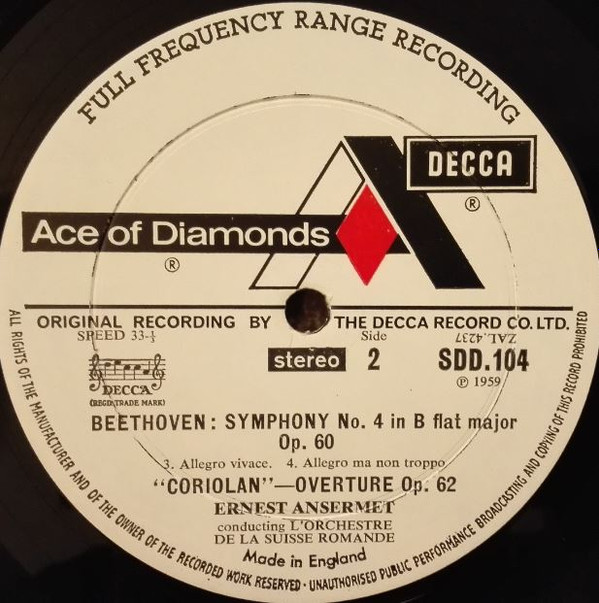 FULL FREQUENCY RANGE RECORDING
DECCA
®
Ace of Diamonds
®
ORIGINAL RECORDING BY THE DECCA RECORD CO. LTD.
SPEED 33⅓
Side
ZAL.4237
DECCA
(REGD. TRADE MARK)
stereo 2 SDD.104
℗ 1959
BEETHOVEN: SYMPHONY No. 4 in B flat major
Op. 60
3. Allegro vivace. 4. Allegro ma non troppo
"CORIOLAN"—OVERTURE Op. 62
ERNEST ANSERMET
conducting L'ORCHESTRE
DE LA SUISSE ROMANDE
Made in England
ALL RIGHTS OF THE MANUFACTURER AND OF THE OWNER OF THE RECORDED WORK RESERVED · UNAUTHORISED PUBLIC PERFORMANCE BROADCASTING AND COPYING OF THIS RECORD PROHIBITED